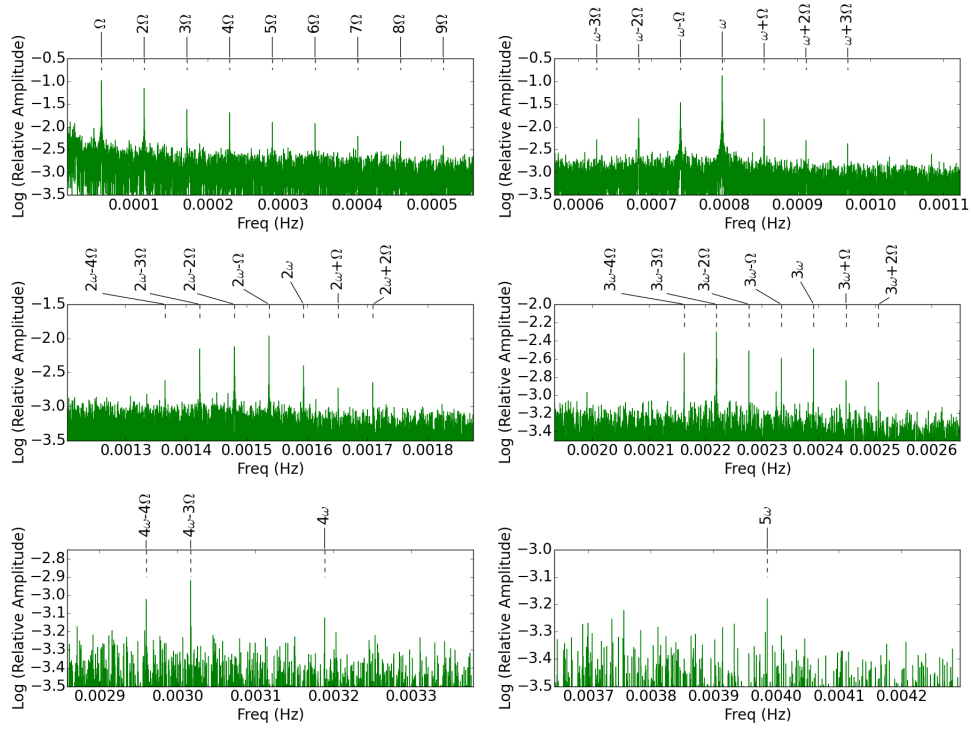 Ω 2Ω 3Ω 4Ω 5Ω 6Ω 7Ω 8Ω 9Ω
−0.5
−1.0
−1.5
−2.0
−2.5
−3.0
−3.5
Log (Relative Amplitude)
0.0001 0.0002 0.0003 0.0004 0.0005
Freq (Hz)
ω-3Ω ω-2Ω ω-Ω ω ω+Ω ω+2Ω ω+3Ω
−0.5
−1.0
−1.5
−2.0
−2.5
−3.0
−3.5
Log (Relative Amplitude)
0.0006 0.0007 0.0008 0.0009 0.0010 0.0011
Freq (Hz)
2ω-4Ω 2ω-3Ω 2ω-2Ω 2ω-Ω 2ω 2ω+Ω 2ω+2Ω
−1.5
−2.0
−2.5
−3.0
−3.5
Log (Relative Amplitude)
0.0013 0.0014 0.0015 0.0016 0.0017 0.0018
Freq (Hz)
3ω-4Ω 3ω-3Ω 3ω-2Ω 3ω-Ω 3ω 3ω+Ω 3ω+2Ω
−2.0
−2.2
−2.4
−2.6
−2.8
−3.0
−3.2
−3.4
Log (Relative Amplitude)
0.0020 0.0021 0.0022 0.0023 0.0024 0.0025 0.0026
Freq (Hz)
4ω-4Ω 4ω-3Ω 4ω
−2.8
−2.9
−3.0
−3.1
−3.2
−3.3
−3.4
−3.5
Log (Relative Amplitude)
0.0029 0.0030 0.0031 0.0032 0.0033
Freq (Hz)
5ω
−3.0
−3.1
−3.2
−3.3
−3.4
−3.5
Log (Relative Amplitude)
0.0037 0.0038 0.0039 0.0040 0.0041 0.0042
Freq (Hz)